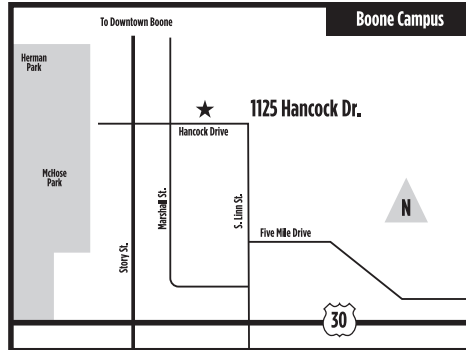 To Downtown Boone
Boone Campus
Herman
Park
1125 Hancock Dr.
Hancock Drive
McHose
Park
Marshall St.
S. Linn St.
N
Story St.
Five Mile Drive
30